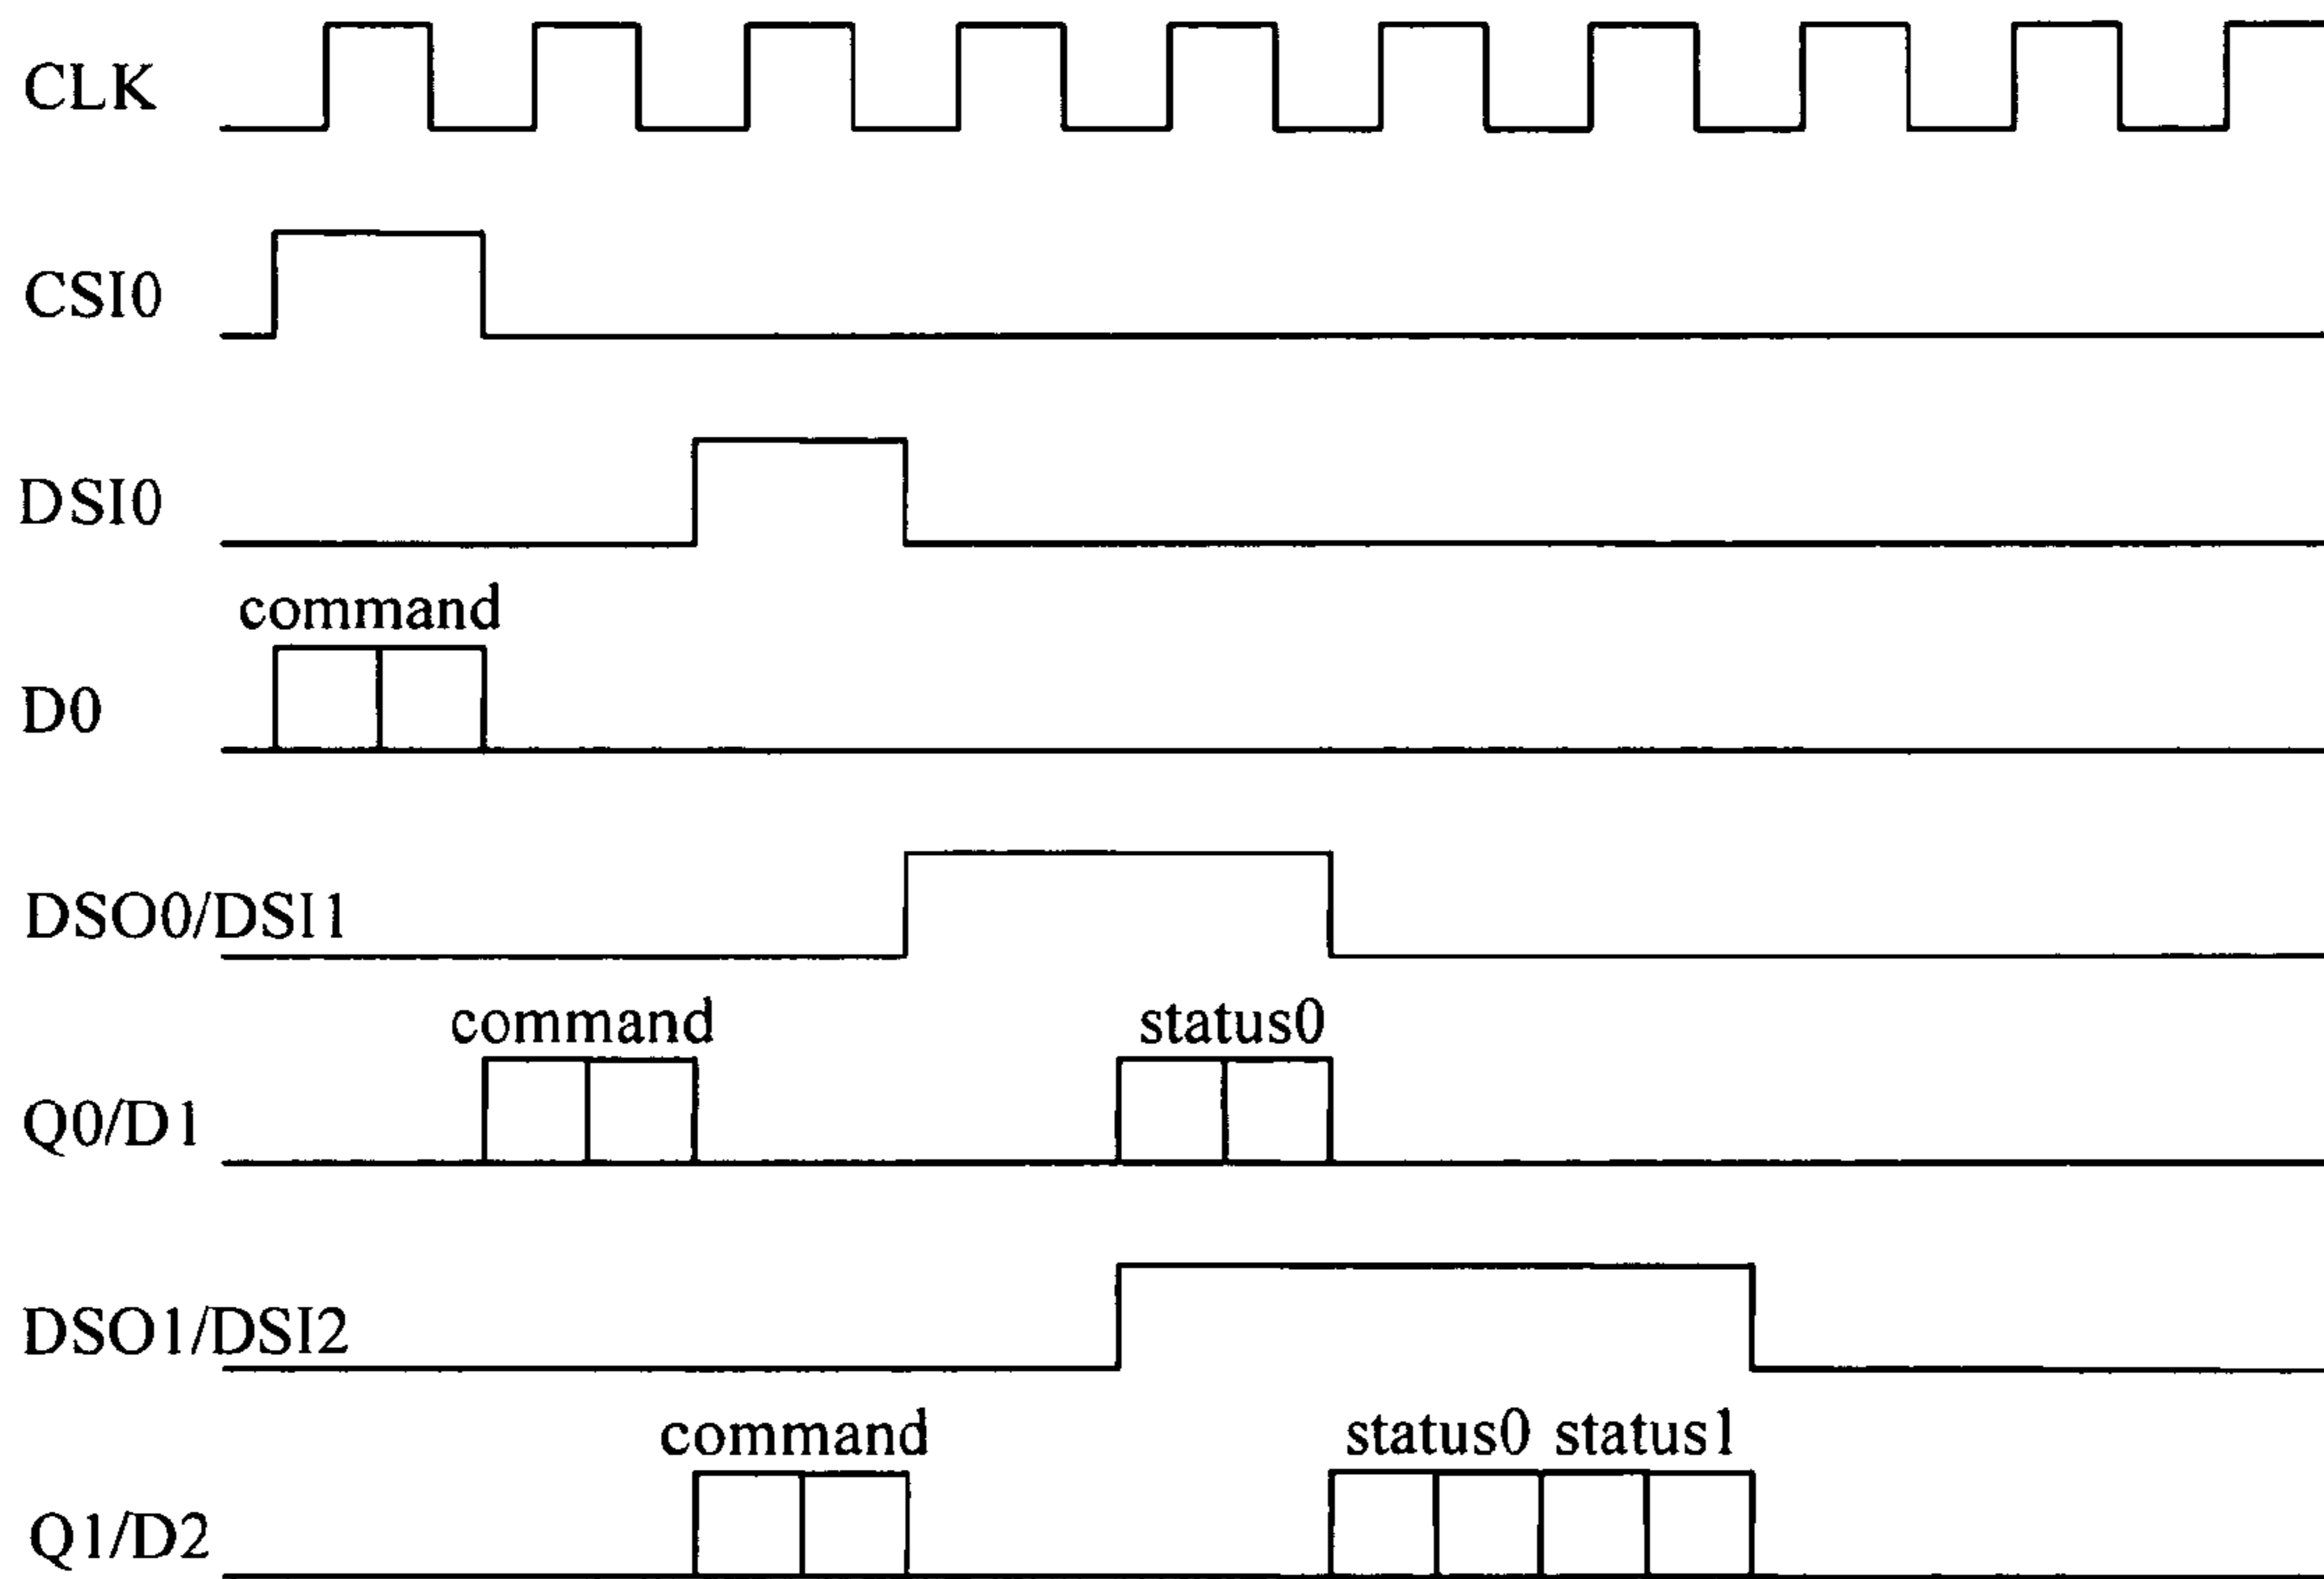 CLK
CSI0
DSI0
command
D0
DSO0/DSI1
command status0
Q0/D1
DSO1/DSI2
command status0 status1
Q1/D2